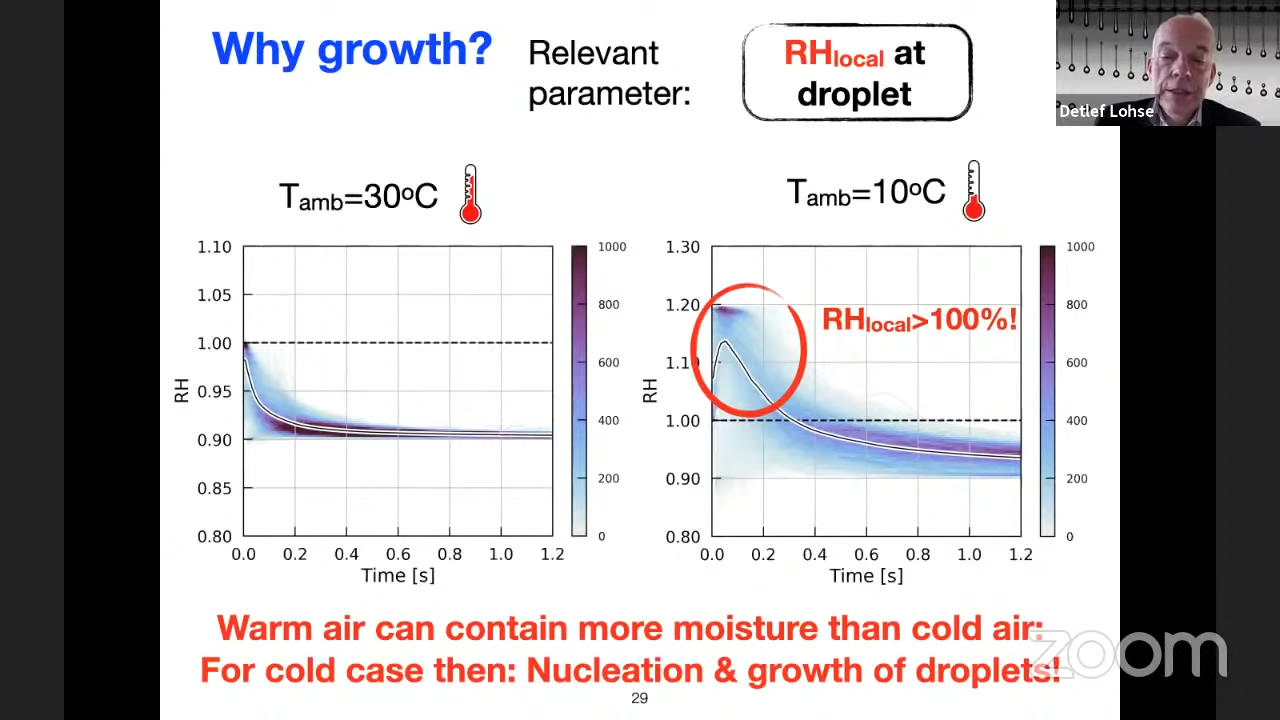 Why growth?
Relevant
parameter:
RHlocal at
droplet
Detlef Lohse
Tamb=30oC
Tamb=10oC
1.10
1.05
1.00
0.95
0.90
0.85
0.80
RH
0.0 0.2 0.4 0.6 0.8 1.0 1.2
Time [s]
1000
800
600
400
200
0
1.30
1.20
1.10
1.00
0.90
0.80
RH
RHlocal>100%!
0.0 0.2 0.4 0.6 0.8 1.0 1.2
Time [s]
1000
800
600
400
200
0
Warm air can contain more moisture than cold air:
For cold case then: Nucleation & growth of droplets!
zoom
29